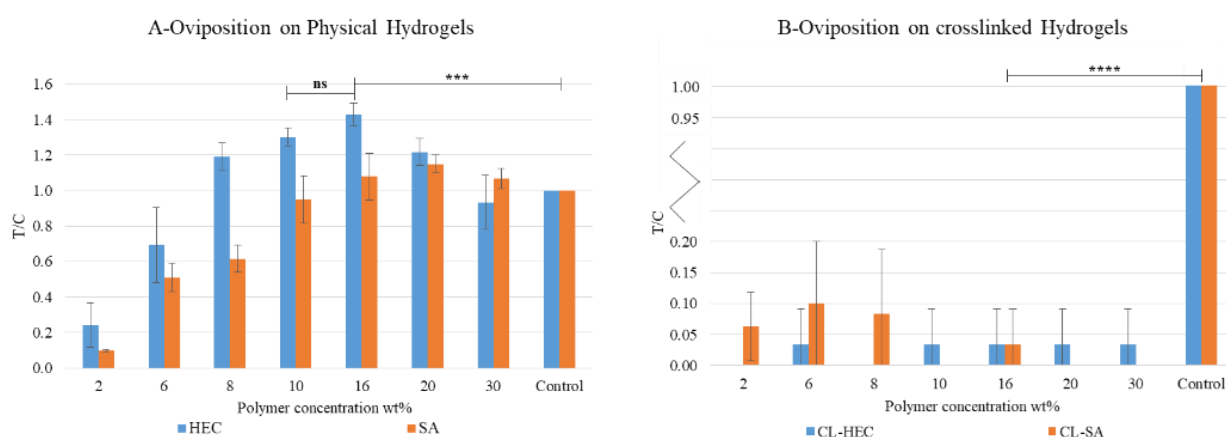 A-Oviposition on Physical Hydrogels
T/C
1.6
1.4
1.2
1.0
0.8
0.6
0.4
0.2
0.0
ns
***
2 6 8 10 16 20 30 Control
Polymer concentration wt%
HEC SA
B-Oviposition on crosslinked Hydrogels
T/C
1.00
0.95
0.20
0.15
0.10
0.05
0.00
****
2 6 8 10 16 20 30 Control
Polymer concentration wt%
CL-HEC CL-SA